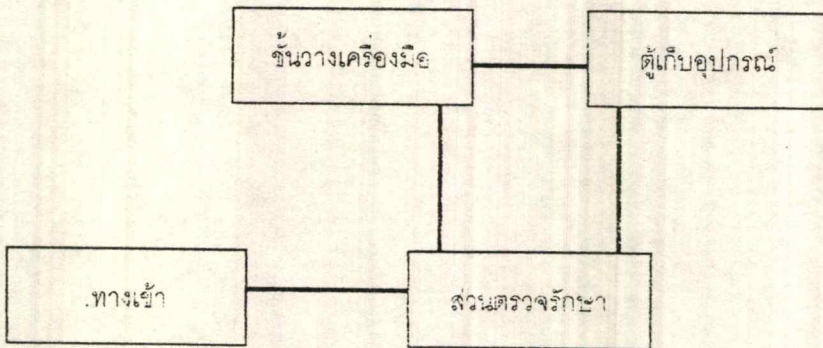 ชั้นวางเครื่องมือ
ตู้เก็บอุปกรณ์
.ทางเข้า
ส่วนตรวจรักษา